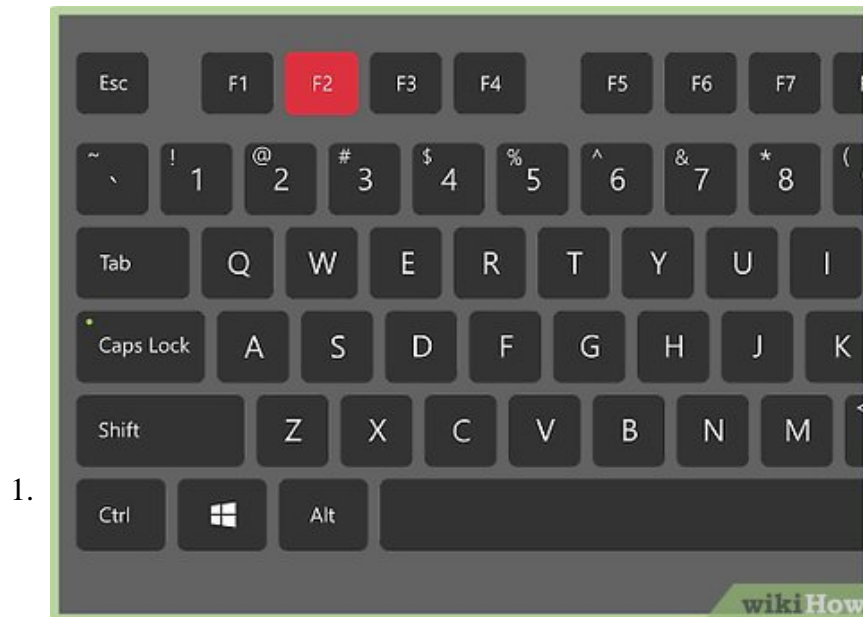 Esc F1 F2 F3 F4 F5 F6 F7
~ ` ! 1 @ 2 # 3 $ 4 % 5 ^ 6 & 7 * 8 (
Tab Q W E R T Y U I
Caps Lock A S D F G H J K
Shift Z X C V B N M
1.
Ctrl Alt
wikiHow